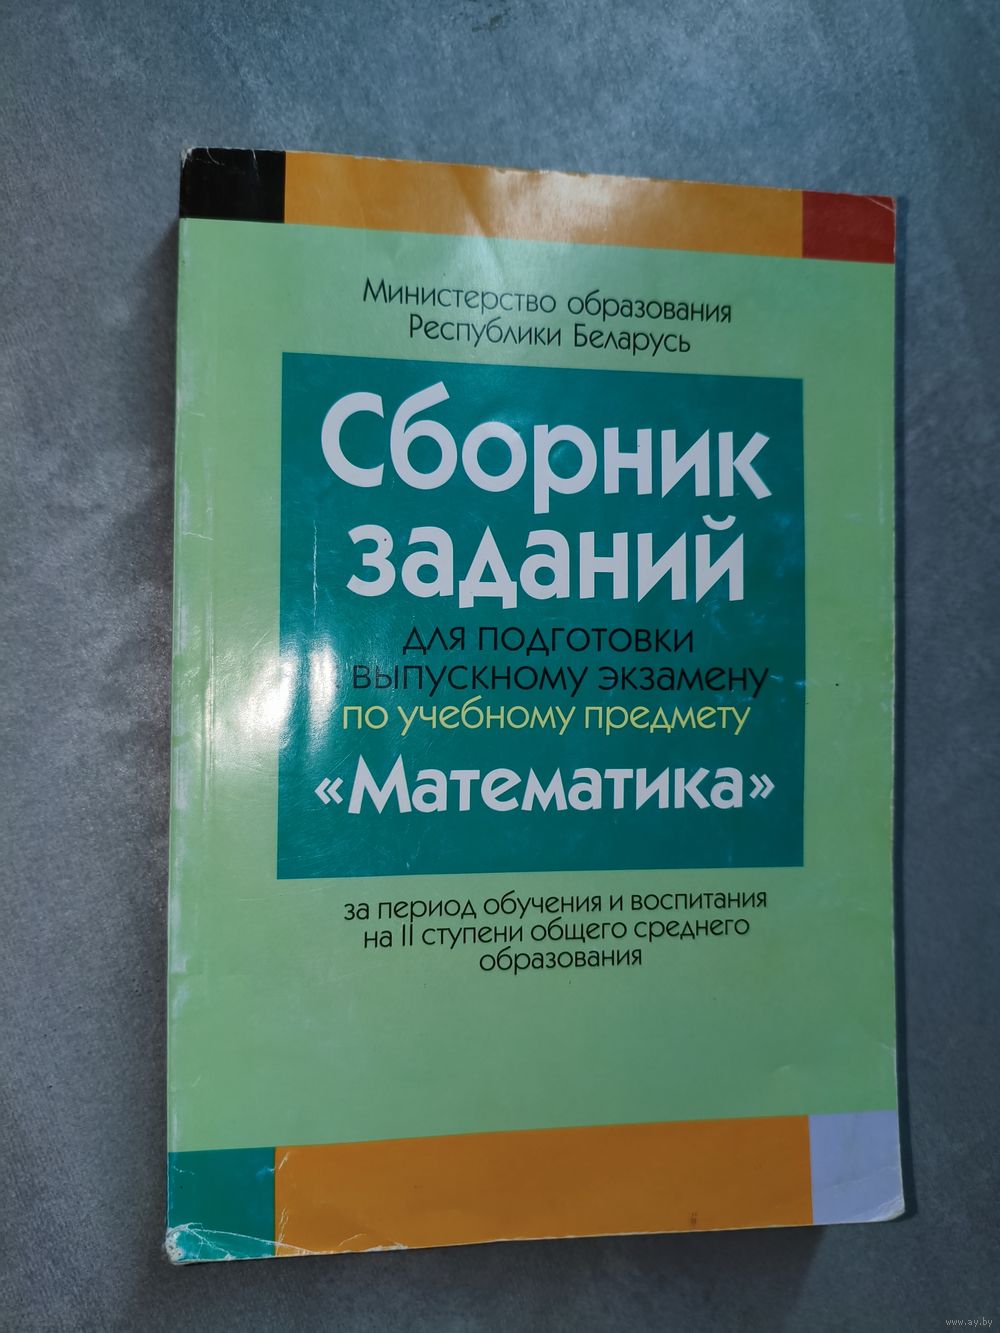 Министерство образования
Республики Беларусь
Сборник
заданий
для подготовки
выпускному экзамену
по учебному предмету
«Математика»
за период обучения и воспитания
на II ступени общего среднего
образования
www.ay.by